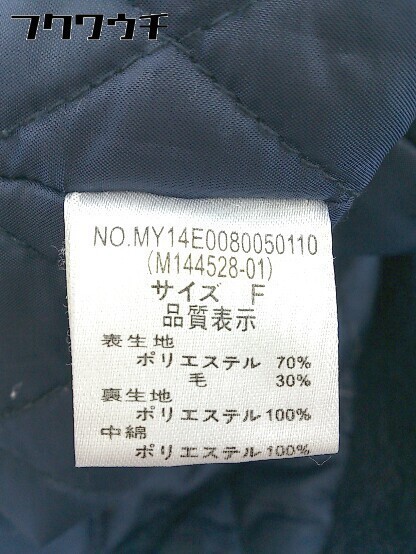 フクウロウチ
NO.MY14E0080050110
(M144528-01)
サイズ F
品質表示
表生地
ポリエステル 70%
毛 30%
裏生地
ポリエステル100%
中綿
ポリエステル100%